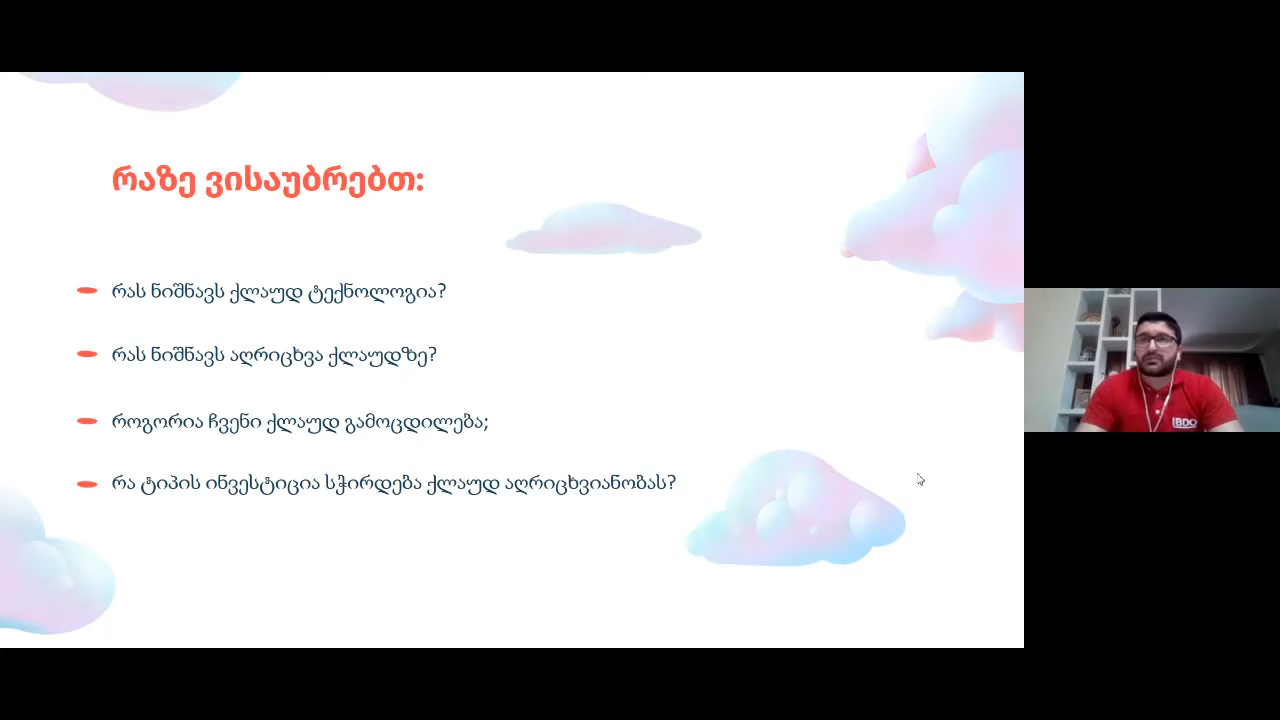 რაზე ვისაუბრებთ:
რას ნიშნავს ქლაუდ ტექნოლოგია?
რას ნიშნავს აღრიცხვა ქლაუდზე?
როგორია ჩვენი ქლაუდ გამოცდილება;
რა ტიპის ინვესტიცია სჭირდება ქლაუდ აღრიცხვიანობას?
BDO